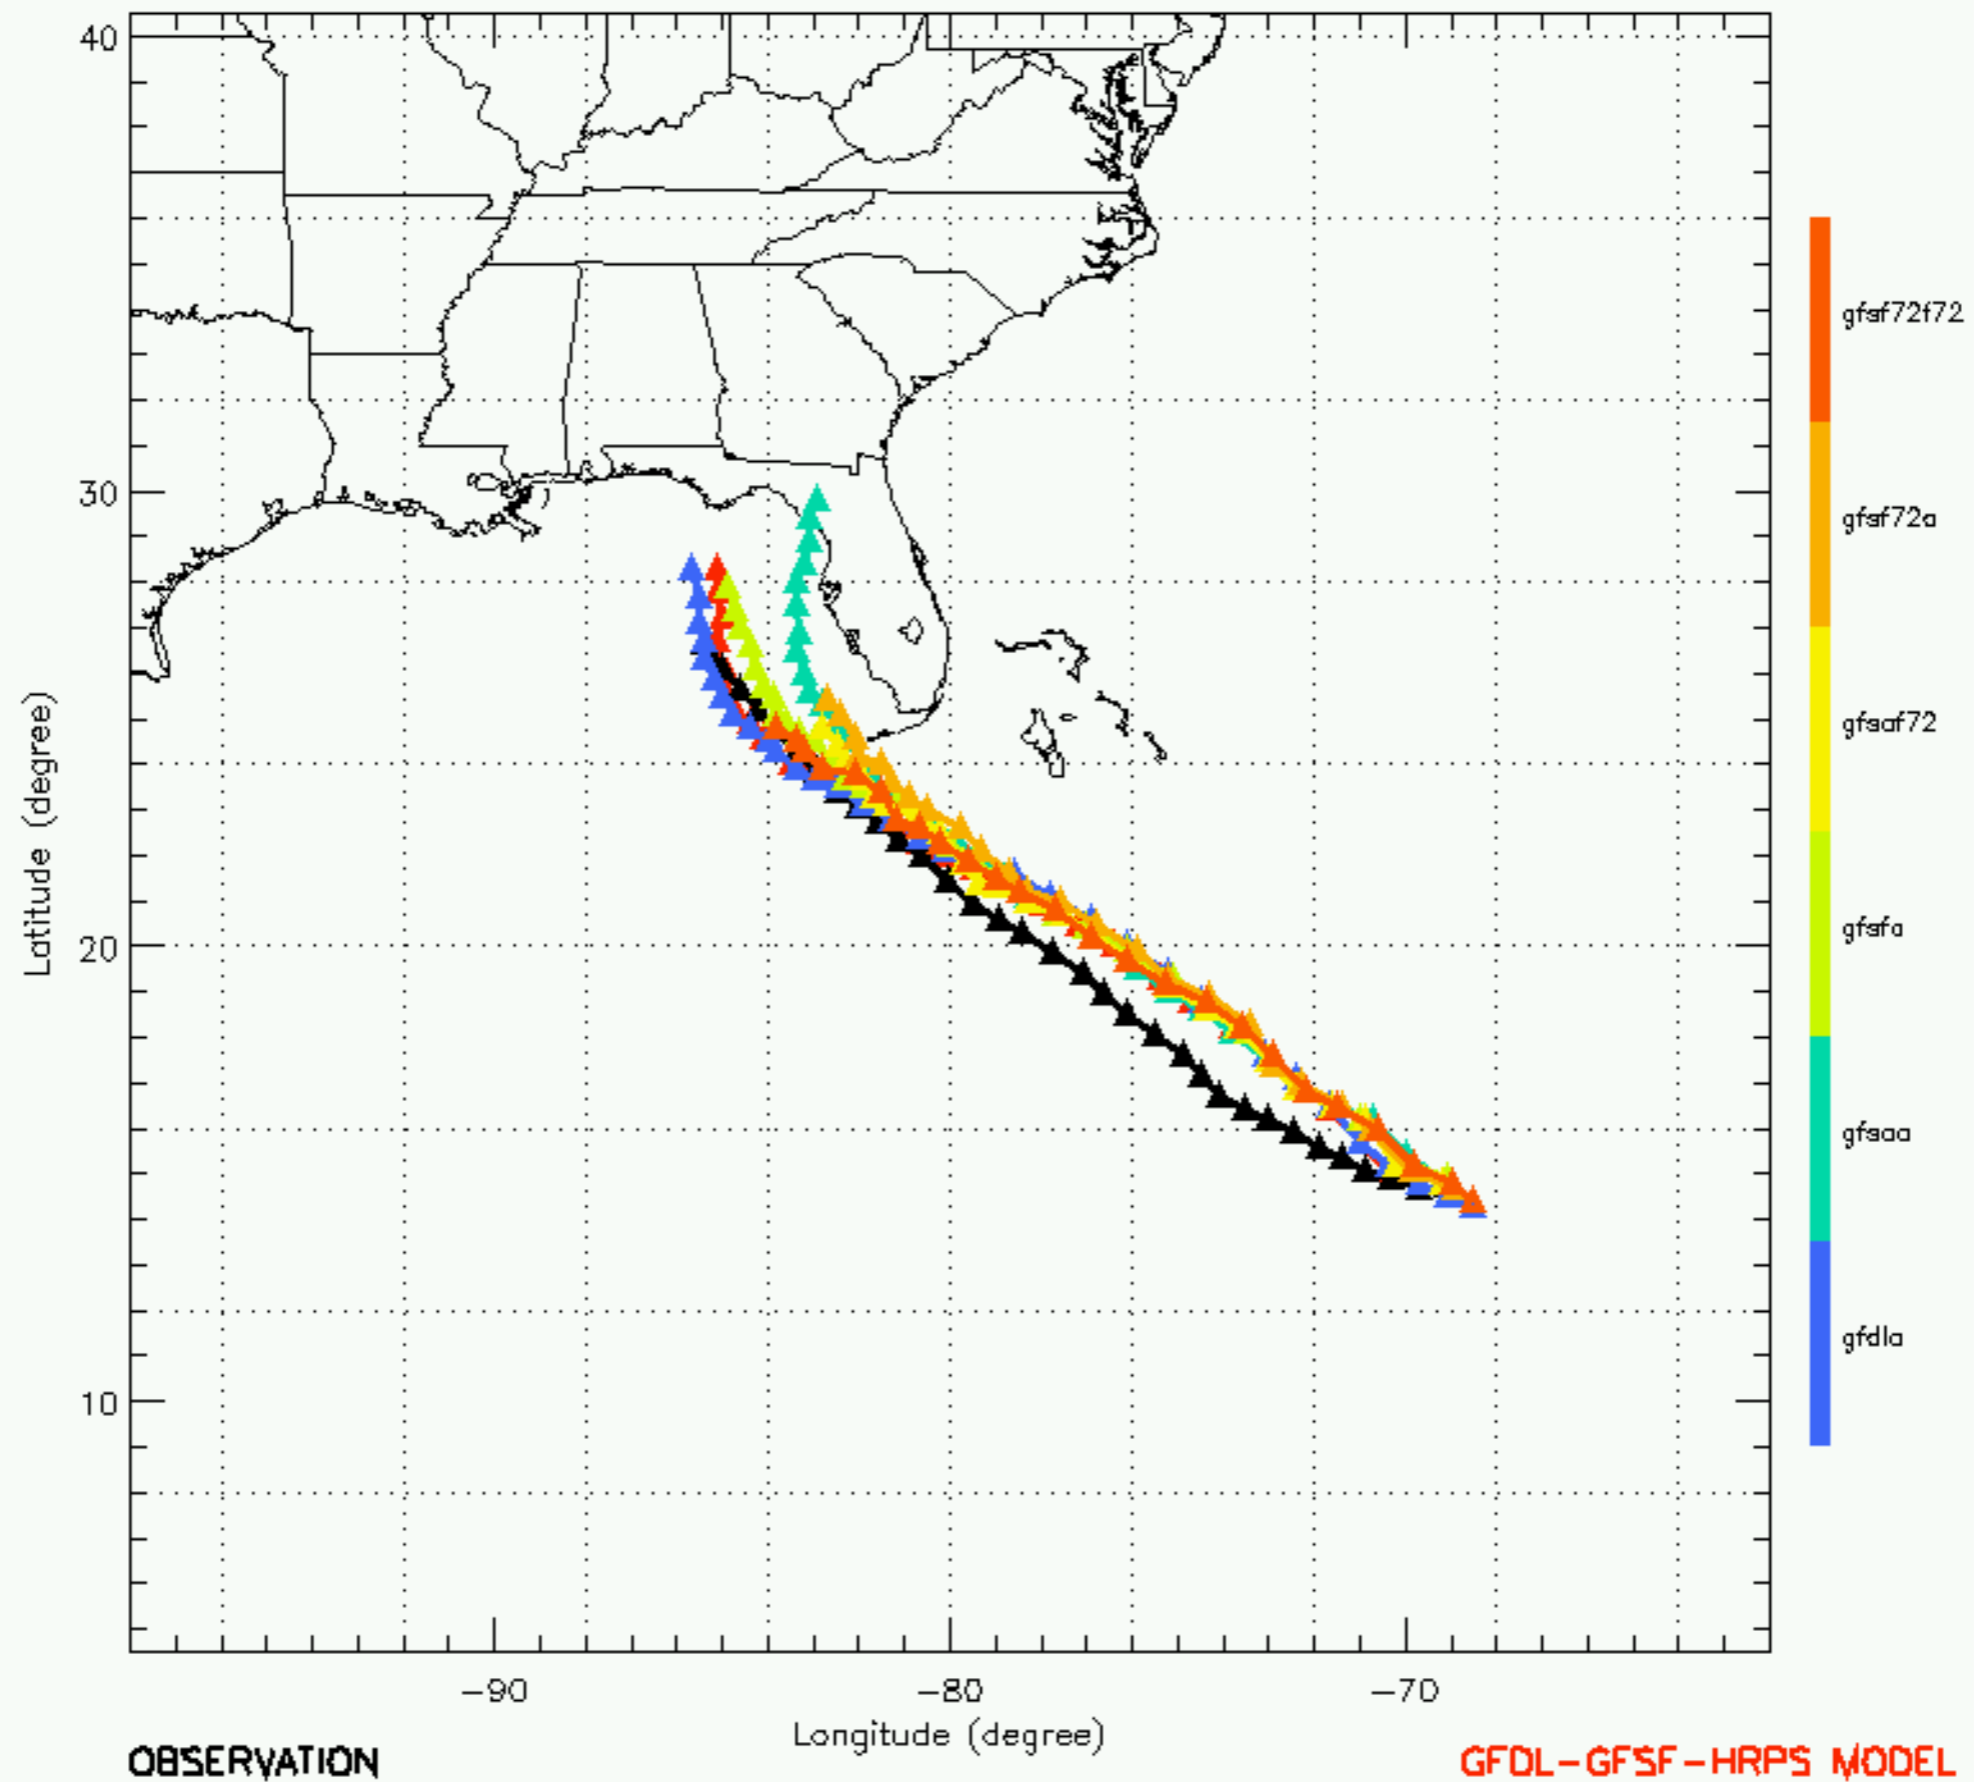 40
30
20
10
Latitude (degree)
-90
-80
-70
Longitude (degree)
gfsf72f72
gfsf72a
gfsaf72
gfsfa
gfsaa
gfdla
OBSERVATION
GFDL-GFSF-HRPS MODEL